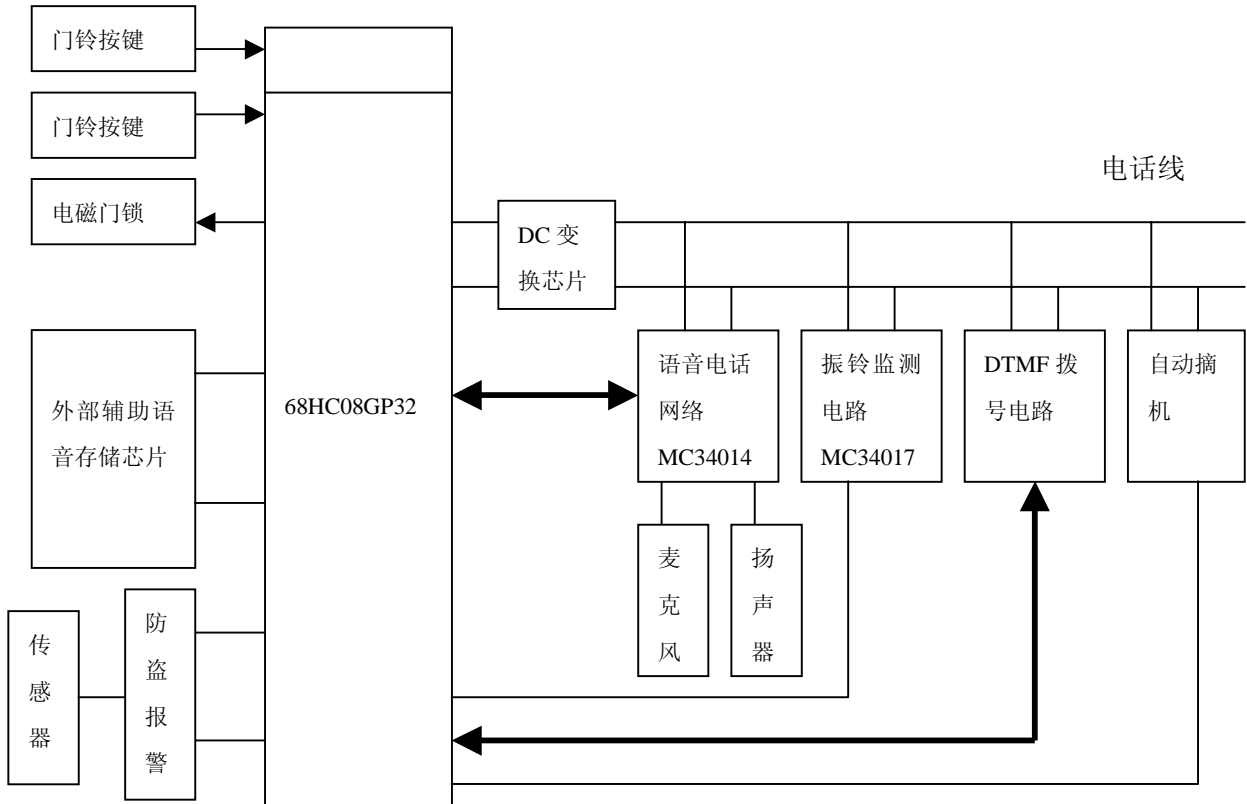 门铃按键
门铃按键
电磁门锁
外部辅助语
音存储芯片
传
感
器
防
盗
报
警
68HC08GP32
电话线
DC 变
换芯片
语音电话
网络
MC34014
振铃监测
电路
MC34017
DTMF 拨
号电路
自动摘
机
麦
克
风
扬
声
器